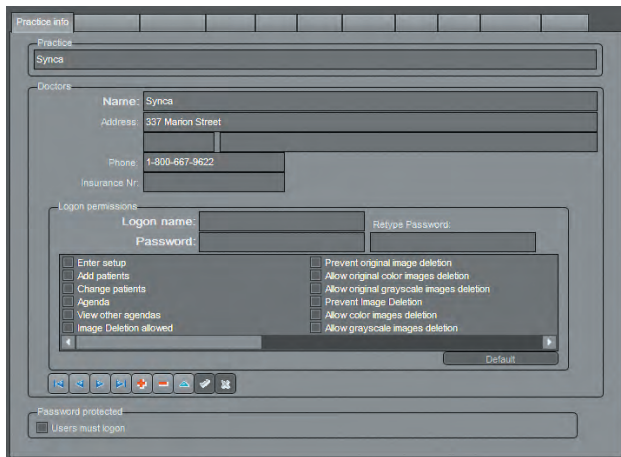 Practice info
Practice
Synca
Doctors
Name: Synca
Address: 337 Marion Street
Phone: 1-800-667-9622
Insurance Nr:
Logon permissions
Logon name:
Retype Password:
Password:
Enter setup
Prevent original image deletion
Add patients
Allow original color images deletion
Change patients
Allow original grayscale images deletion
Agenda
Prevent Image Deletion
View other agendas
Allow color images deletion
Image Deletion allowed
Allow grayscale images deletion
Default
Password protected
Users must logon